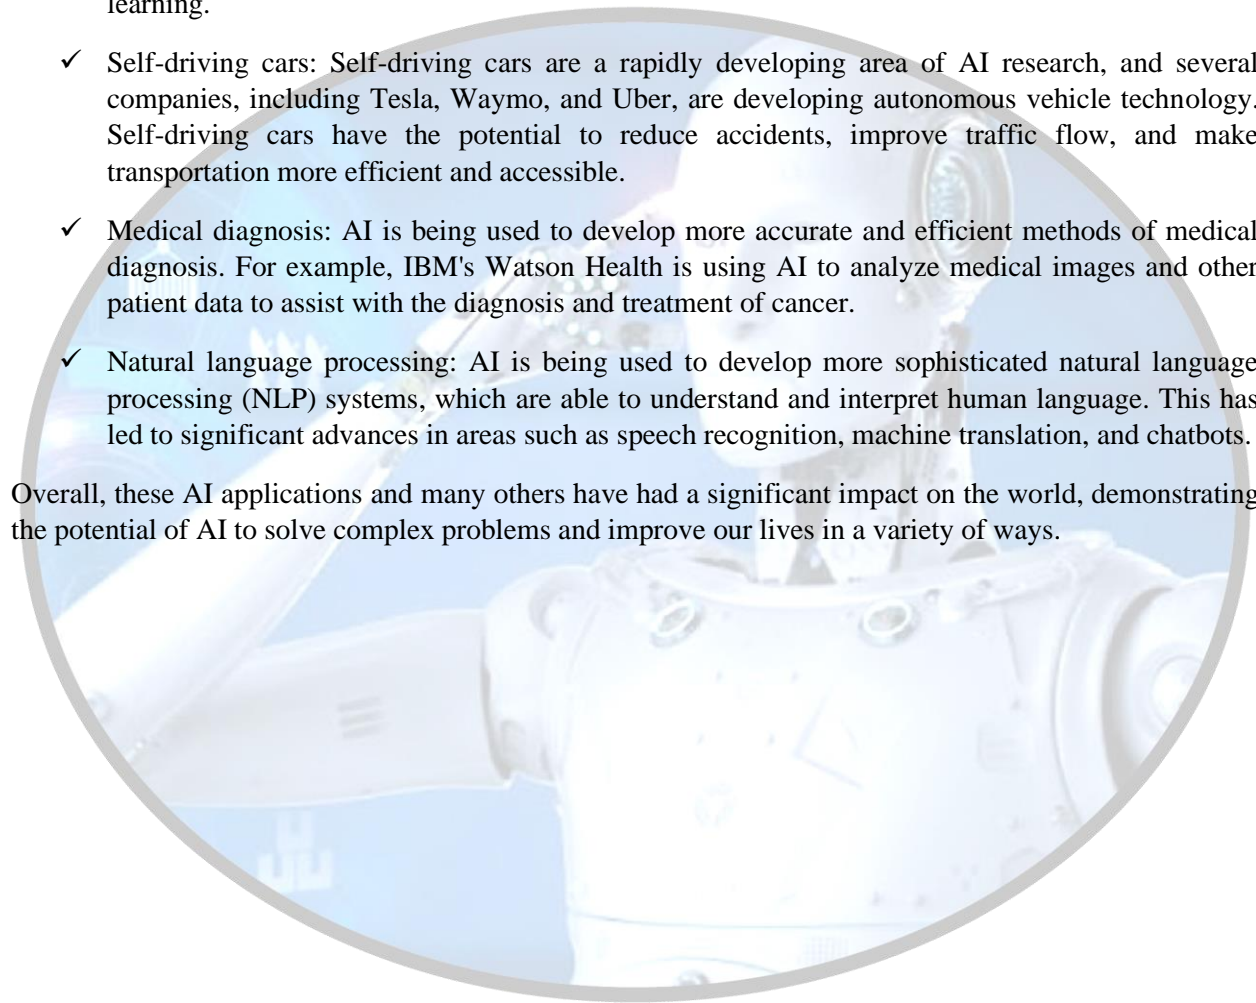 learning.
✓ Self-driving cars: Self-driving cars are a rapidly developing area of AI research, and several
companies, including Tesla, Waymo, and Uber, are developing autonomous vehicle technology.
Self-driving cars have the potential to reduce accidents, improve traffic flow, and make
transportation more efficient and accessible.
✓ Medical diagnosis: AI is being used to develop more accurate and efficient methods of medical
diagnosis. For example, IBM's Watson Health is using AI to analyze medical images and other
patient data to assist with the diagnosis and treatment of cancer.
✓ Natural language processing: AI is being used to develop more sophisticated natural language
processing (NLP) systems, which are able to understand and interpret human language. This has
led to significant advances in areas such as speech recognition, machine translation, and chatbots.
Overall, these AI applications and many others have had a significant impact on the world, demonstrating
the potential of AI to solve complex problems and improve our lives in a variety of ways.